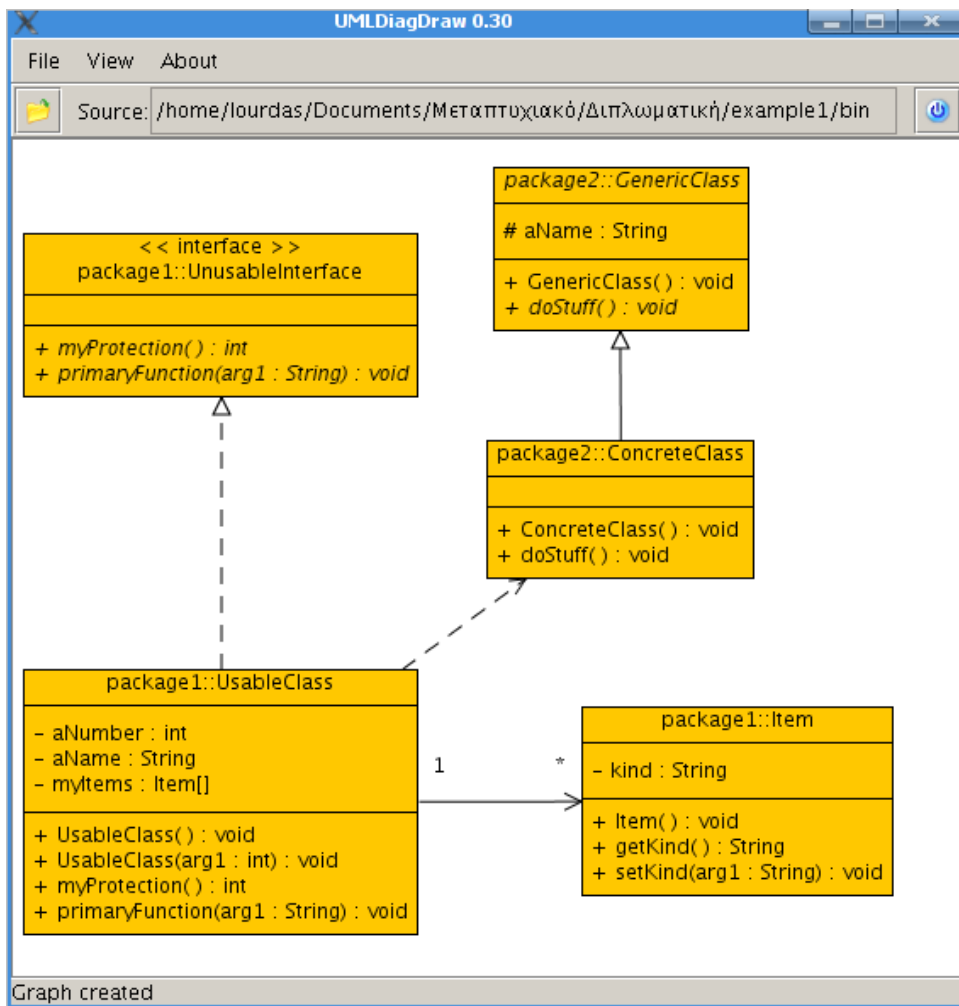 UMLDiagDraw 0.30
File View About
Source: /home/lourdas/Documents/Μεταπτυχιακό/Διπλωματική/example1/bin
package2::GenericClass
# aName : String
+ GenericClass() : void
+ doStuff() : void
<< interface >>
package1::UnusableInterface
+ myProtection() : int
+ primaryFunction(arg1 : String) : void
package2::ConcreteClass
+ ConcreteClass() : void
+ doStuff() : void
package1::UsableClass
- aNumber : int
- aName : String
- myItems : Item[]
+ UsableClass() : void
+ UsableClass(arg1 : int) : void
+ myProtection() : int
+ primaryFunction(arg1 : String) : void
1 *
package1::Item
- kind : String
+ Item() : void
+ getKind() : String
+ setKind(arg1 : String) : void
Graph created